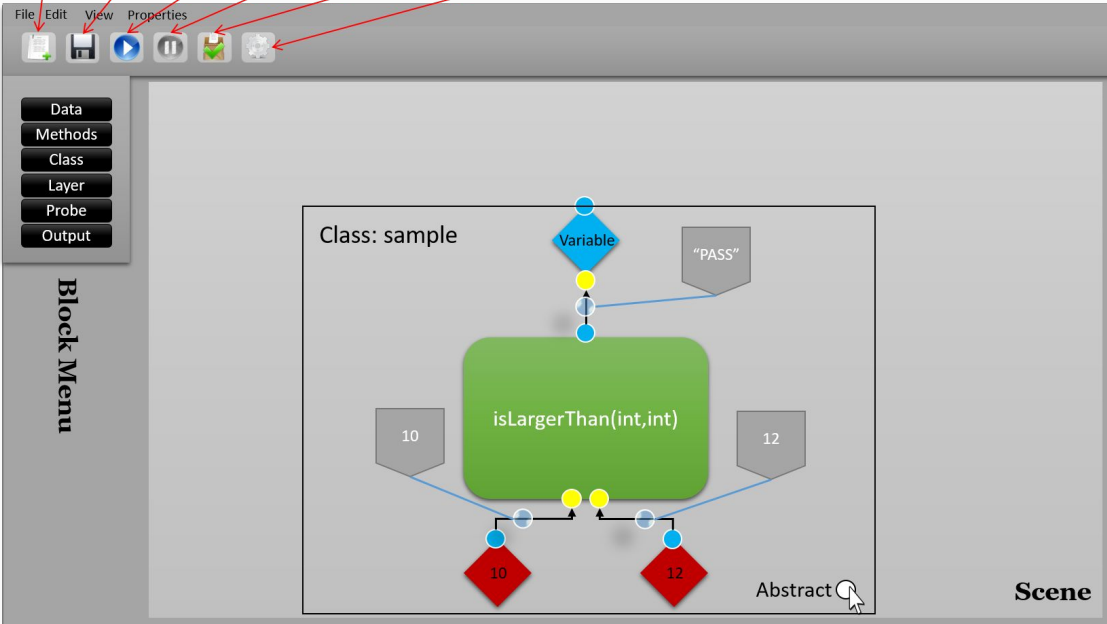 File Edit View Properties
Data
Methods
Class
Layer
Probe
Output
Block Menu
Class: sample
Variable
"PASS"
isLargerThan(int,int)
10
12
10
12
Abstract
Scene